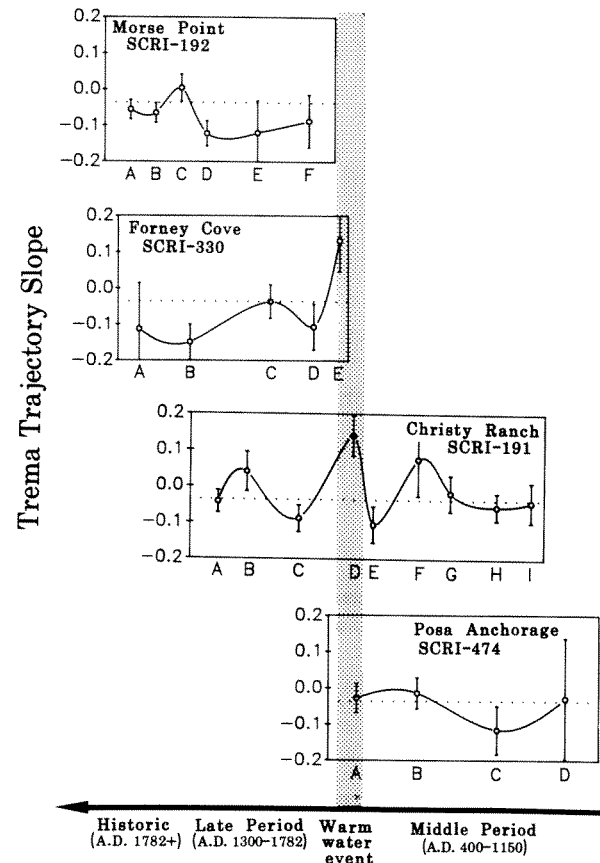 Trema Trajectory Slope
Morse Point
SCRI-192
0.2
0.1
0.0
−0.1
−0.2
A B C D E F
Forney Cove
SCRI-330
0.2
0.1
0.0
−0.1
−0.2
A B C D E
Christy Ranch
SCRI-191
0.2
0.1
0.0
−0.1
−0.2
A B C D E F G H I
Posa Anchorage
SCRI-474
0.2
0.1
0.0
−0.1
−0.2
A B C D
Historic
(A.D. 1782+)
Late Period
(A.D. 1300-1782)
Warm
water
event
Middle Period
(A.D. 400-1150)